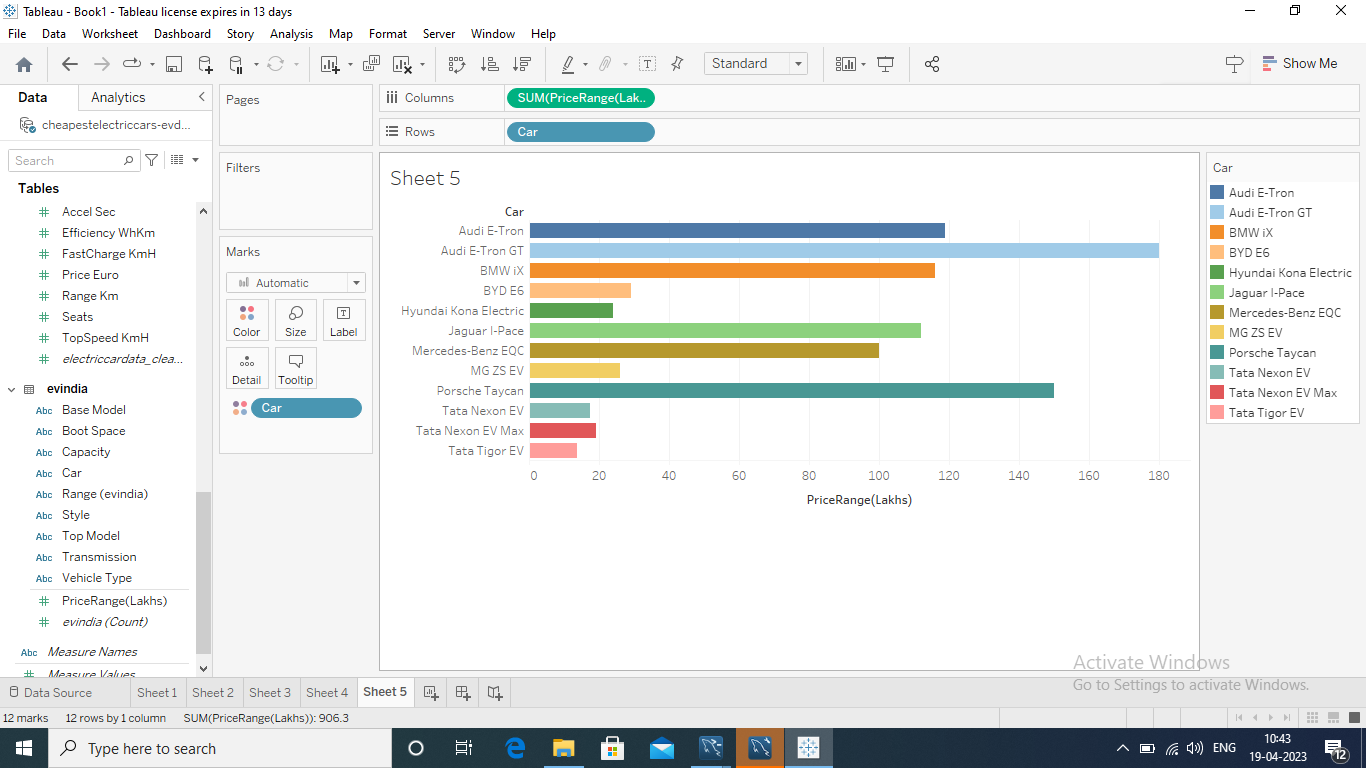 Tableau - Book1 - Tableau license expires in 13 days
File Data Worksheet Dashboard Story Analysis Map Format Server Window Help
Standard
Show Me
Data Analytics
cheapestelectriccars-evd...
Search
Tables
Accel Sec
Efficiency WhKm
FastCharge KmH
Price Euro
Range Km
Seats
TopSpeed KmH
electriccardata_clea...
evindia
Abc Base Model
Abc Boot Space
Abc Capacity
Abc Car
Abc Range (evindia)
Abc Style
Abc Top Model
Abc Transmission
Abc Vehicle Type
PriceRange(Lakhs)
evindia (Count)
Abc Measure Names
Measure Values
Pages
Filters
Marks
Automatic
Color Size Label
Detail Tooltip
Car
Columns SUM(PriceRange(Lak..
Rows Car
Sheet 5
Car
Audi E-Tron
Audi E-Tron GT
BMW iX
BYD E6
Hyundai Kona Electric
Jaguar I-Pace
Mercedes-Benz EQC
MG ZS EV
Porsche Taycan
Tata Nexon EV
Tata Nexon EV Max
Tata Tigor EV
0 20 40 60 80 100 120 140 160 180
PriceRange(Lakhs)
Car
Audi E-Tron
Audi E-Tron GT
BMW iX
BYD E6
Hyundai Kona Electric
Jaguar I-Pace
Mercedes-Benz EQC
MG ZS EV
Porsche Taycan
Tata Nexon EV
Tata Nexon EV Max
Tata Tigor EV
Activate Windows
Go to Settings to activate Windows.
Data Source Sheet 1 Sheet 2 Sheet 3 Sheet 4 Sheet 5
12 marks 12 rows by 1 column SUM(PriceRange(Lakhs)): 906.3
Type here to search
ENG
10:43
19-04-2023
12